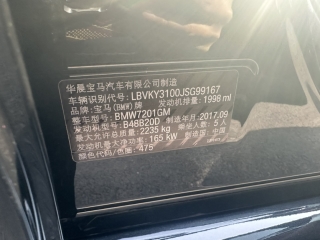 华晨宝马汽车有限公司制造
车辆识别代号: LBVKY3100JSG99167
品牌: 宝马(BMW) 发动机排量: 1998 ml
整车型号: BMW7201GM
发动机型号: B48B20D 制造年月: 2017.09
最大允许总质量: 2235 kg 乘坐人数: 5人
发动机最大净功率: 165 kW 制造国: 中国
颜色代码: 色号: 475